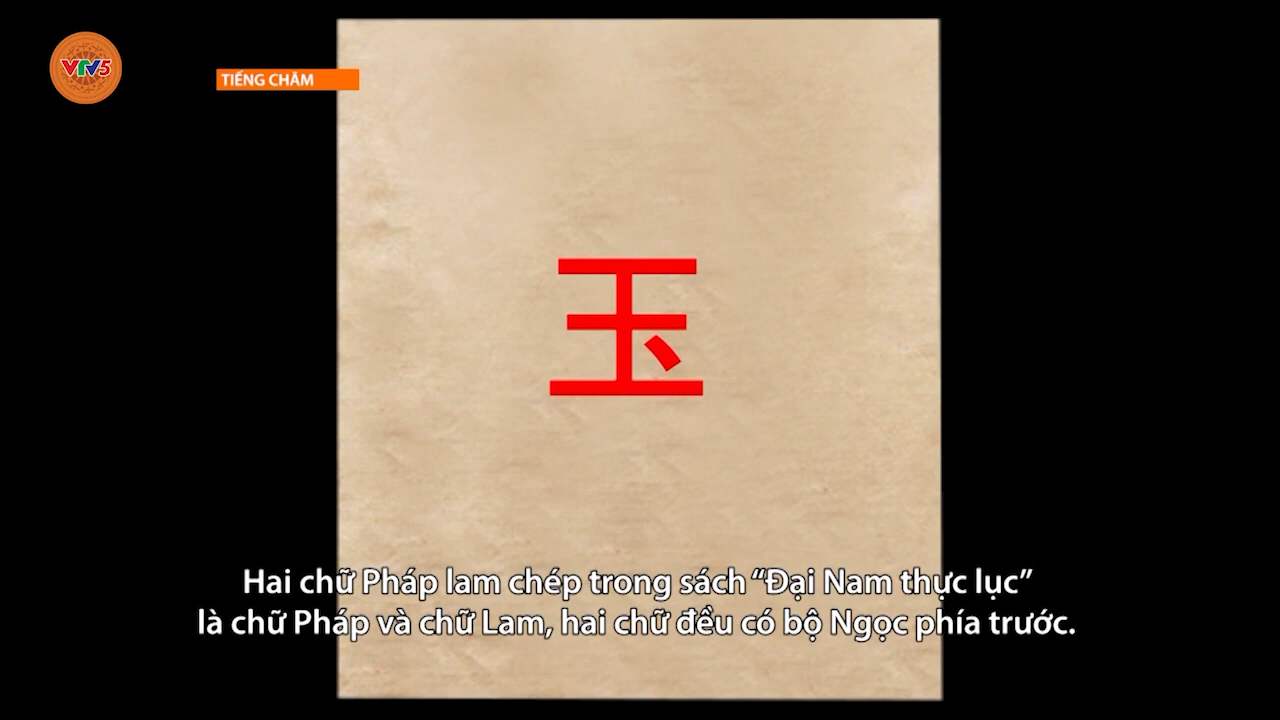 VTV5
TIẾNG CHĂM
玉
Hai chữ Pháp lam chép trong sách “Đại Nam thực lục”
là chữ Pháp và chữ Lam, hai chữ đều có bộ Ngọc phía trước.